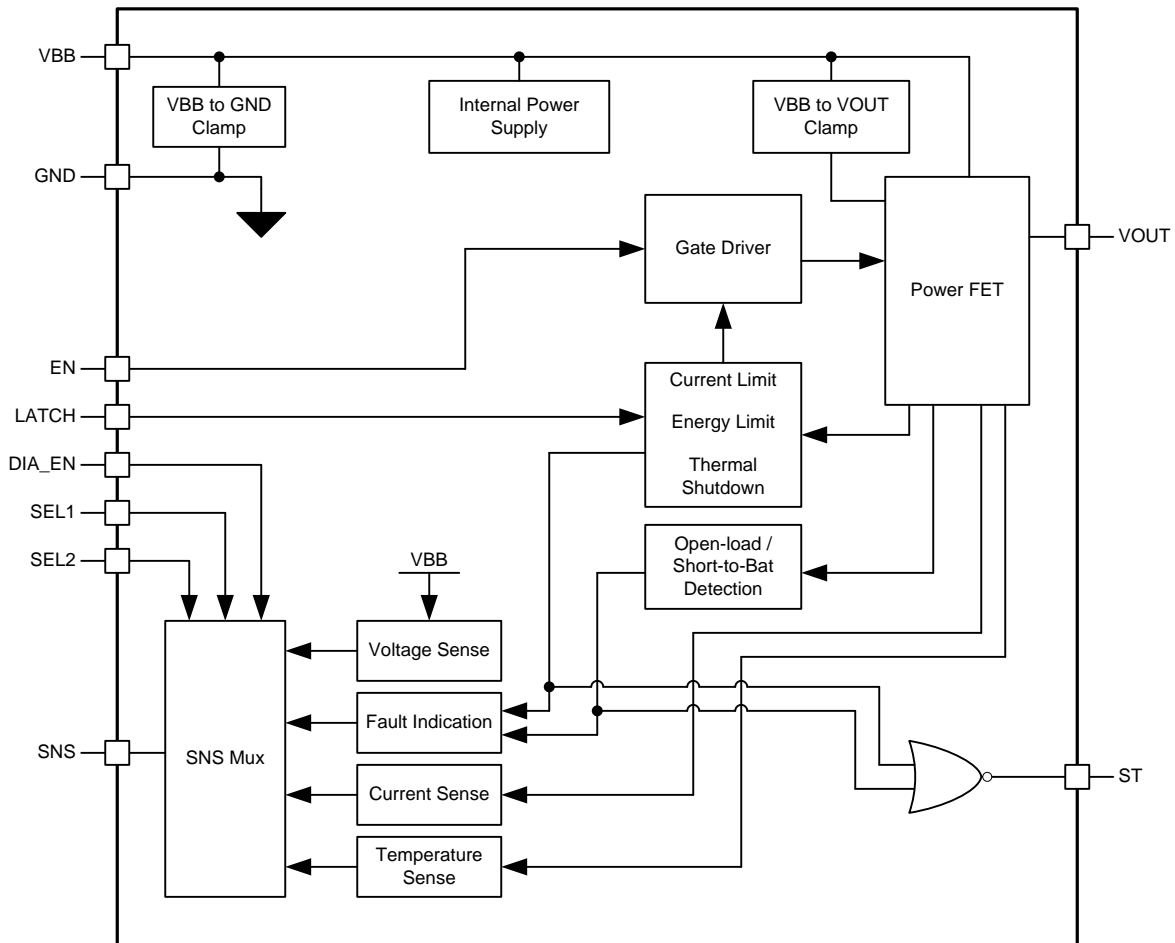 VBB
VBB to GND
Clamp
Internal Power
Supply
VBB to VOUT
Clamp
GND
Gate Driver
Power FET
VOUT
EN
LATCH
DIA_EN
SEL1
SEL2
Current Limit
Energy Limit
Thermal
Shutdown
Open-load /
Short-to-Bat
Detection
VBB
Voltage Sense
Fault Indication
SNS Mux
SNS
Current Sense
Temperature
Sense
ST